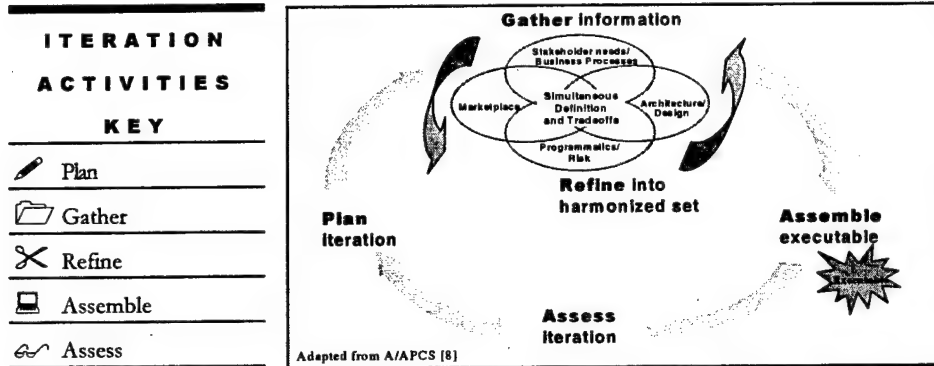 ITERATION
ACTIVITIES
KEY
Plan
Gather
Refine
Assemble
Assess
Gather information
Stakeholder needs/
Business Processes
Marketplace
Simultaneous
Definition
and Tradeoffs
Architecture/
Design
Programmatics/
Risk
Refine into
harmonized set
Plan
iteration
Assemble
executable
Assess
iteration
Adapted from A/APCS [8]